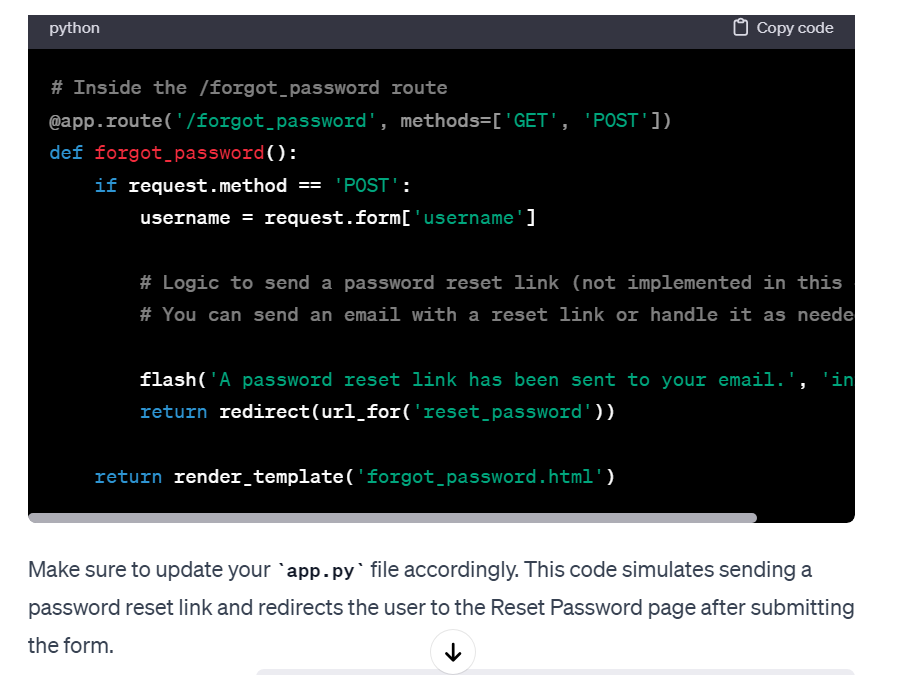 python
Copy code
# Inside the /forgot_password route
@app.route('/forgot_password', methods=['GET', 'POST'])
def forgot_password():
    if request.method == 'POST':
        username = request.form['username']
        # Logic to send a password reset link (not implemented in this
        # You can send an email with a reset link or handle it as neede
        flash('A password reset link has been sent to your email.', 'in
        return redirect(url_for('reset_password'))
    return render_template('forgot_password.html')
Make sure to update your `app.py` file accordingly. This code simulates sending a
password reset link and redirects the user to the Reset Password page after submitting
the form.